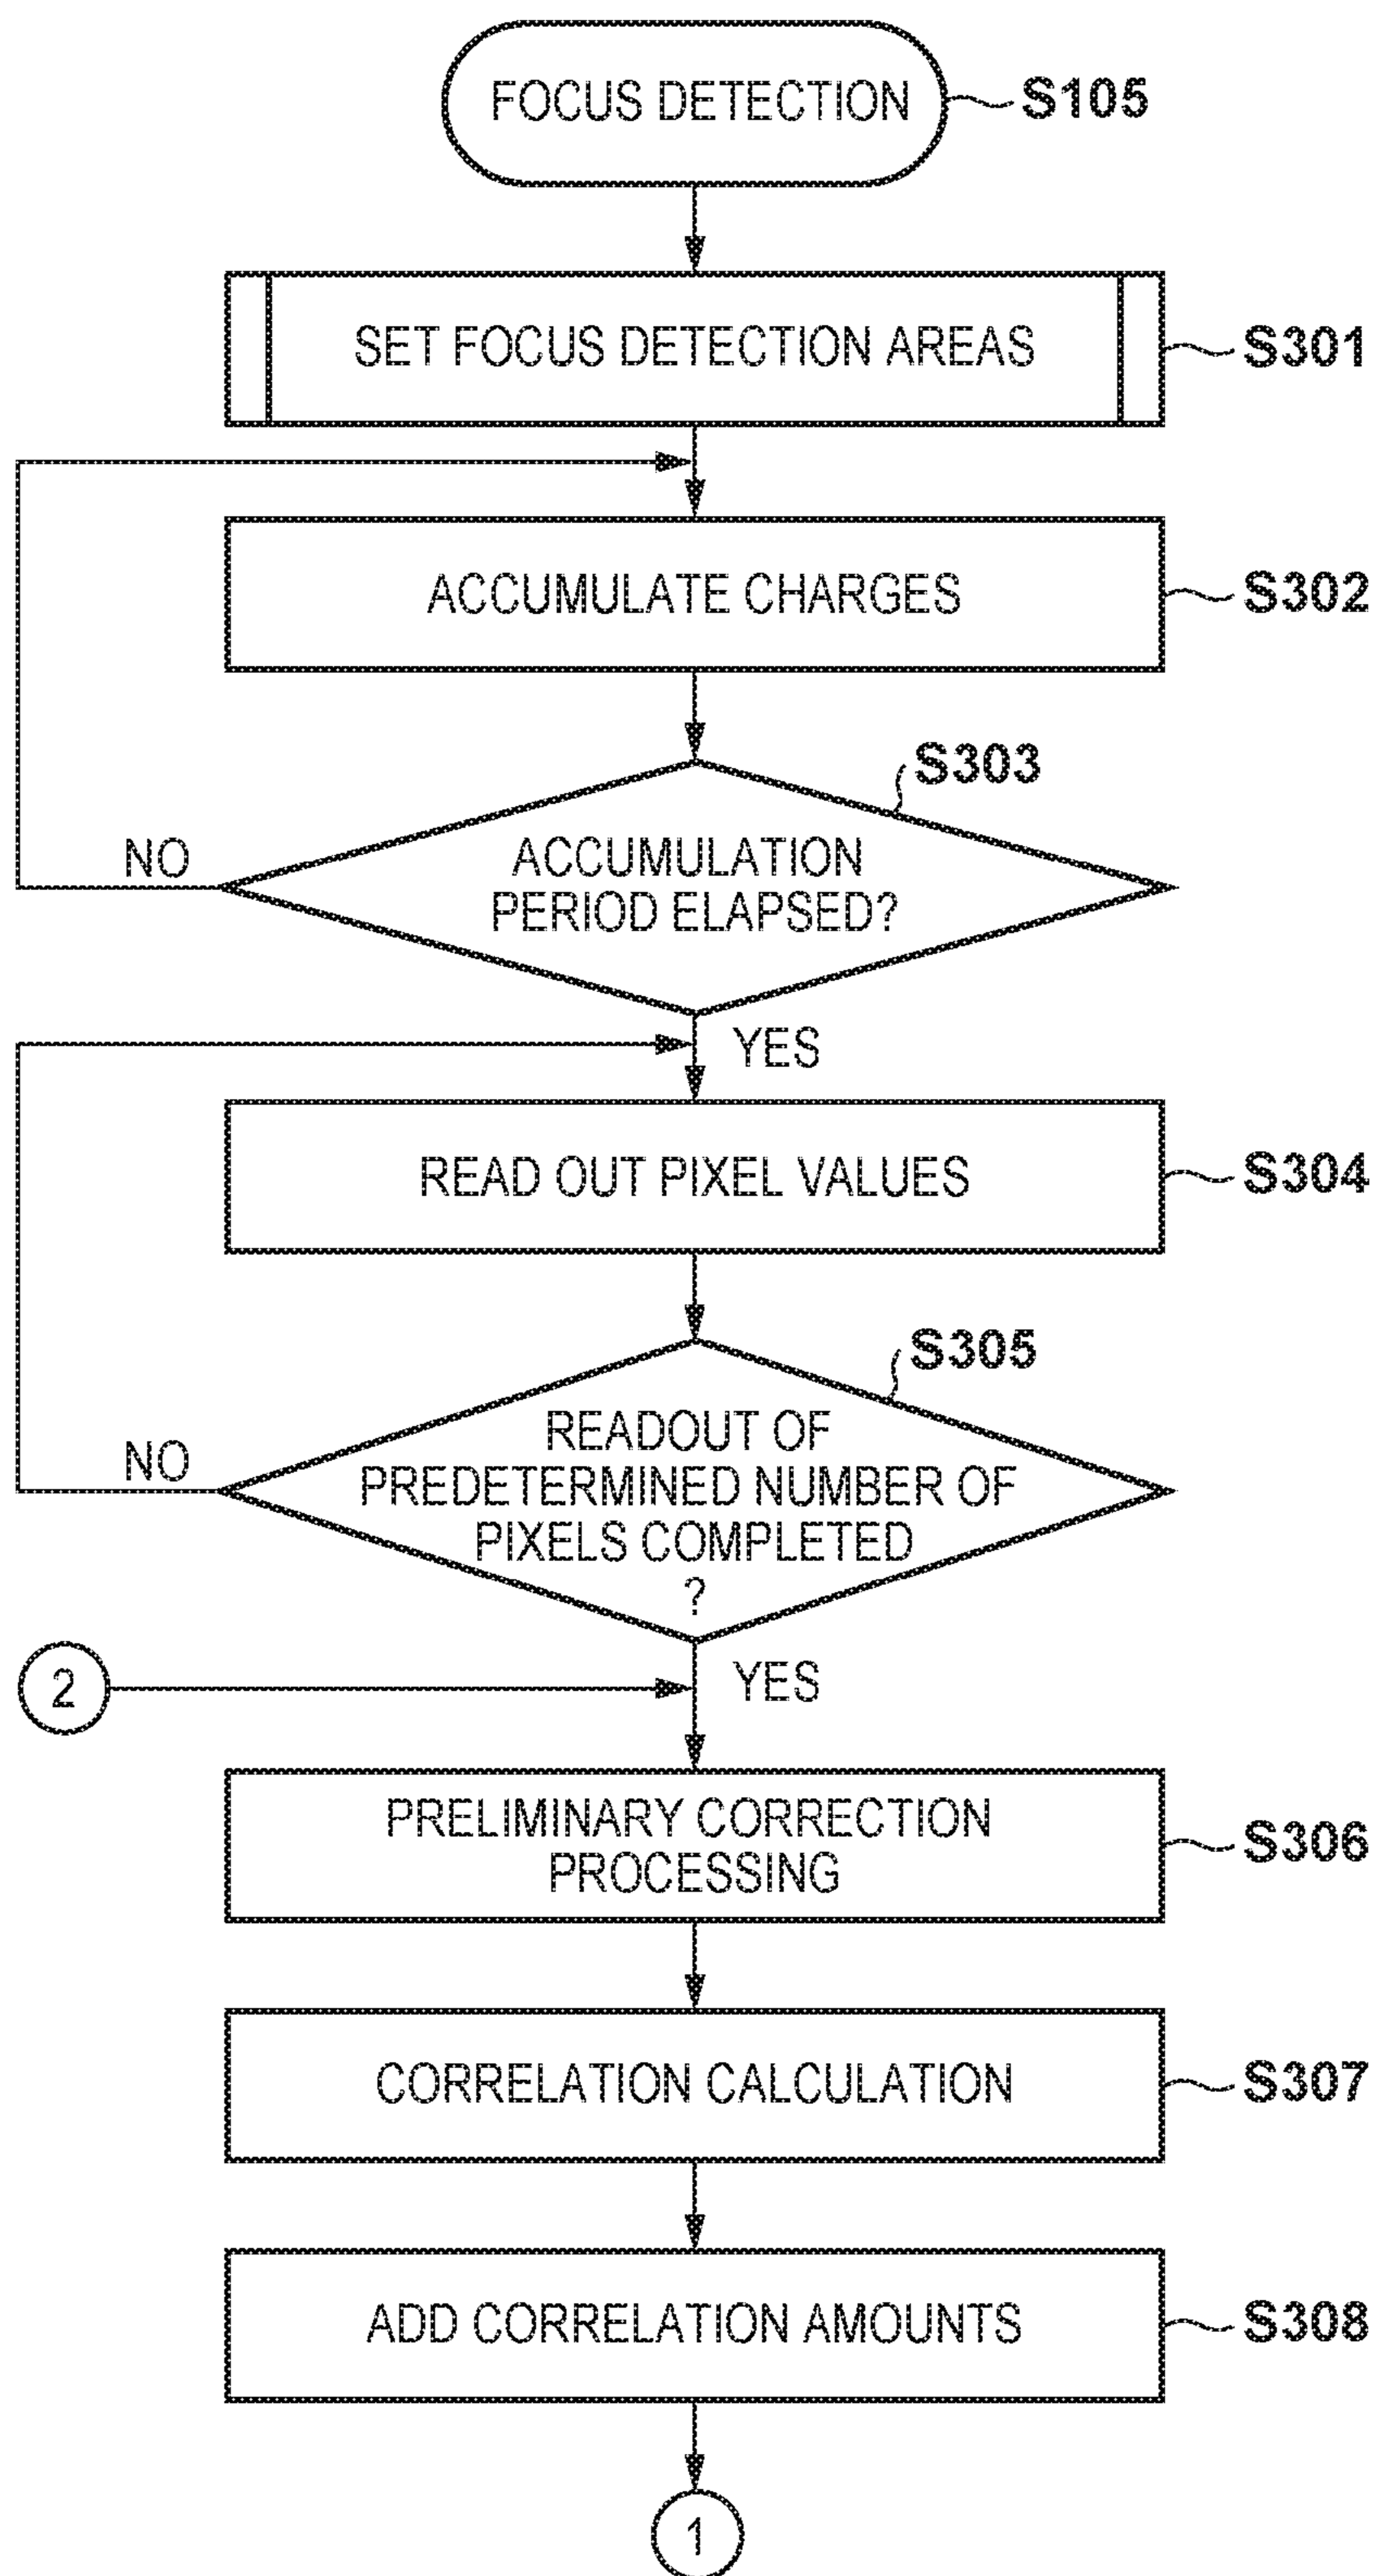 FOCUS DETECTION
S105
SET FOCUS DETECTION AREAS
S301
ACCUMULATE CHARGES
S302
S303
ACCUMULATION
PERIOD ELAPSED?
NO
YES
READ OUT PIXEL VALUES
S304
S305
READOUT OF
PREDETERMINED NUMBER OF
PIXELS COMPLETED
?
NO
YES
2
PRELIMINARY CORRECTION
PROCESSING
S306
CORRELATION CALCULATION
S307
ADD CORRELATION AMOUNTS
S308
1